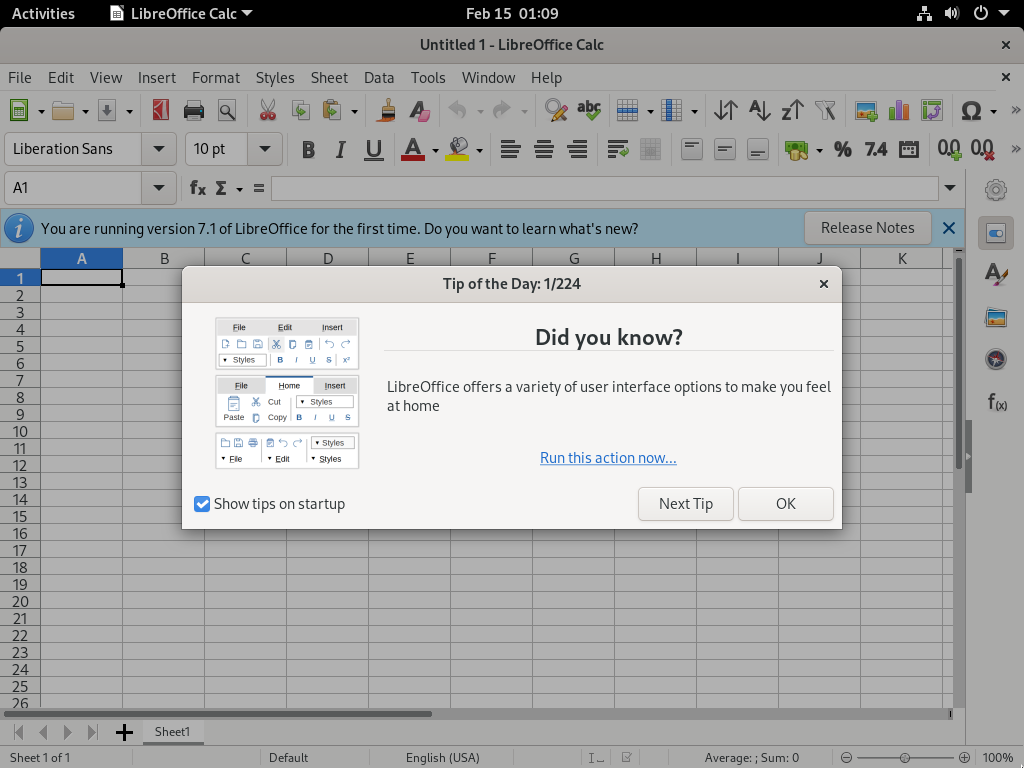 Activities LibreOffice Calc Feb 15 01:09
Untitled 1 - LibreOffice Calc
File Edit View Insert Format Styles Sheet Data Tools Window Help
Liberation Sans 10 pt
A1
You are running version 7.1 of LibreOffice for the first time. Do you want to learn what's new? Release Notes
A B C D E F G H I J K
Tip of the Day: 1/224
File Edit Insert
Styles B I U S x²
File Home Insert
Cut Styles
Paste Copy B I U S
Styles
File Edit Styles
Did you know?
LibreOffice offers a variety of user interface options to make you feel
at home
Run this action now...
Show tips on startup Next Tip OK
1
2
3
4
5
6
7
8
9
10
11
12
13
14
15
16
17
18
19
20
21
22
23
24
25
26
Sheet1
Sheet 1 of 1 Default English (USA) Average: ; Sum: 0 100%